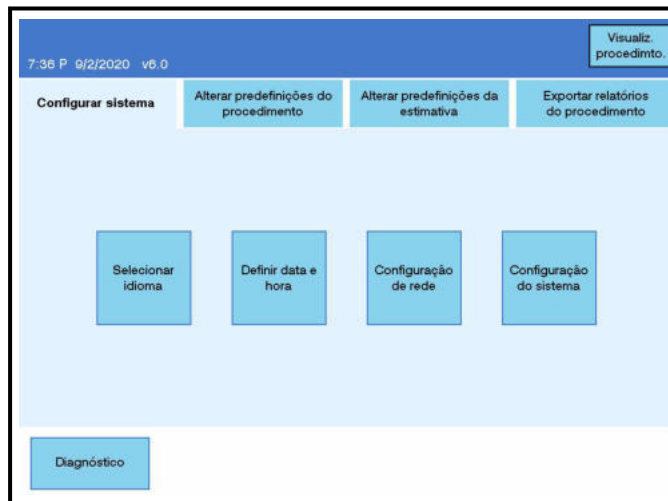 Visualiz.
procedimto.
7:36 P 9/2/2020 v6.0
Configurar sistema
Alterar predefinições do
procedimento
Alterar predefinições da
estimativa
Exportar relatórios
do procedimento
Selecionar
idioma
Definir data e
hora
Configuração
de rede
Configuração
do sistema
Diagnóstico